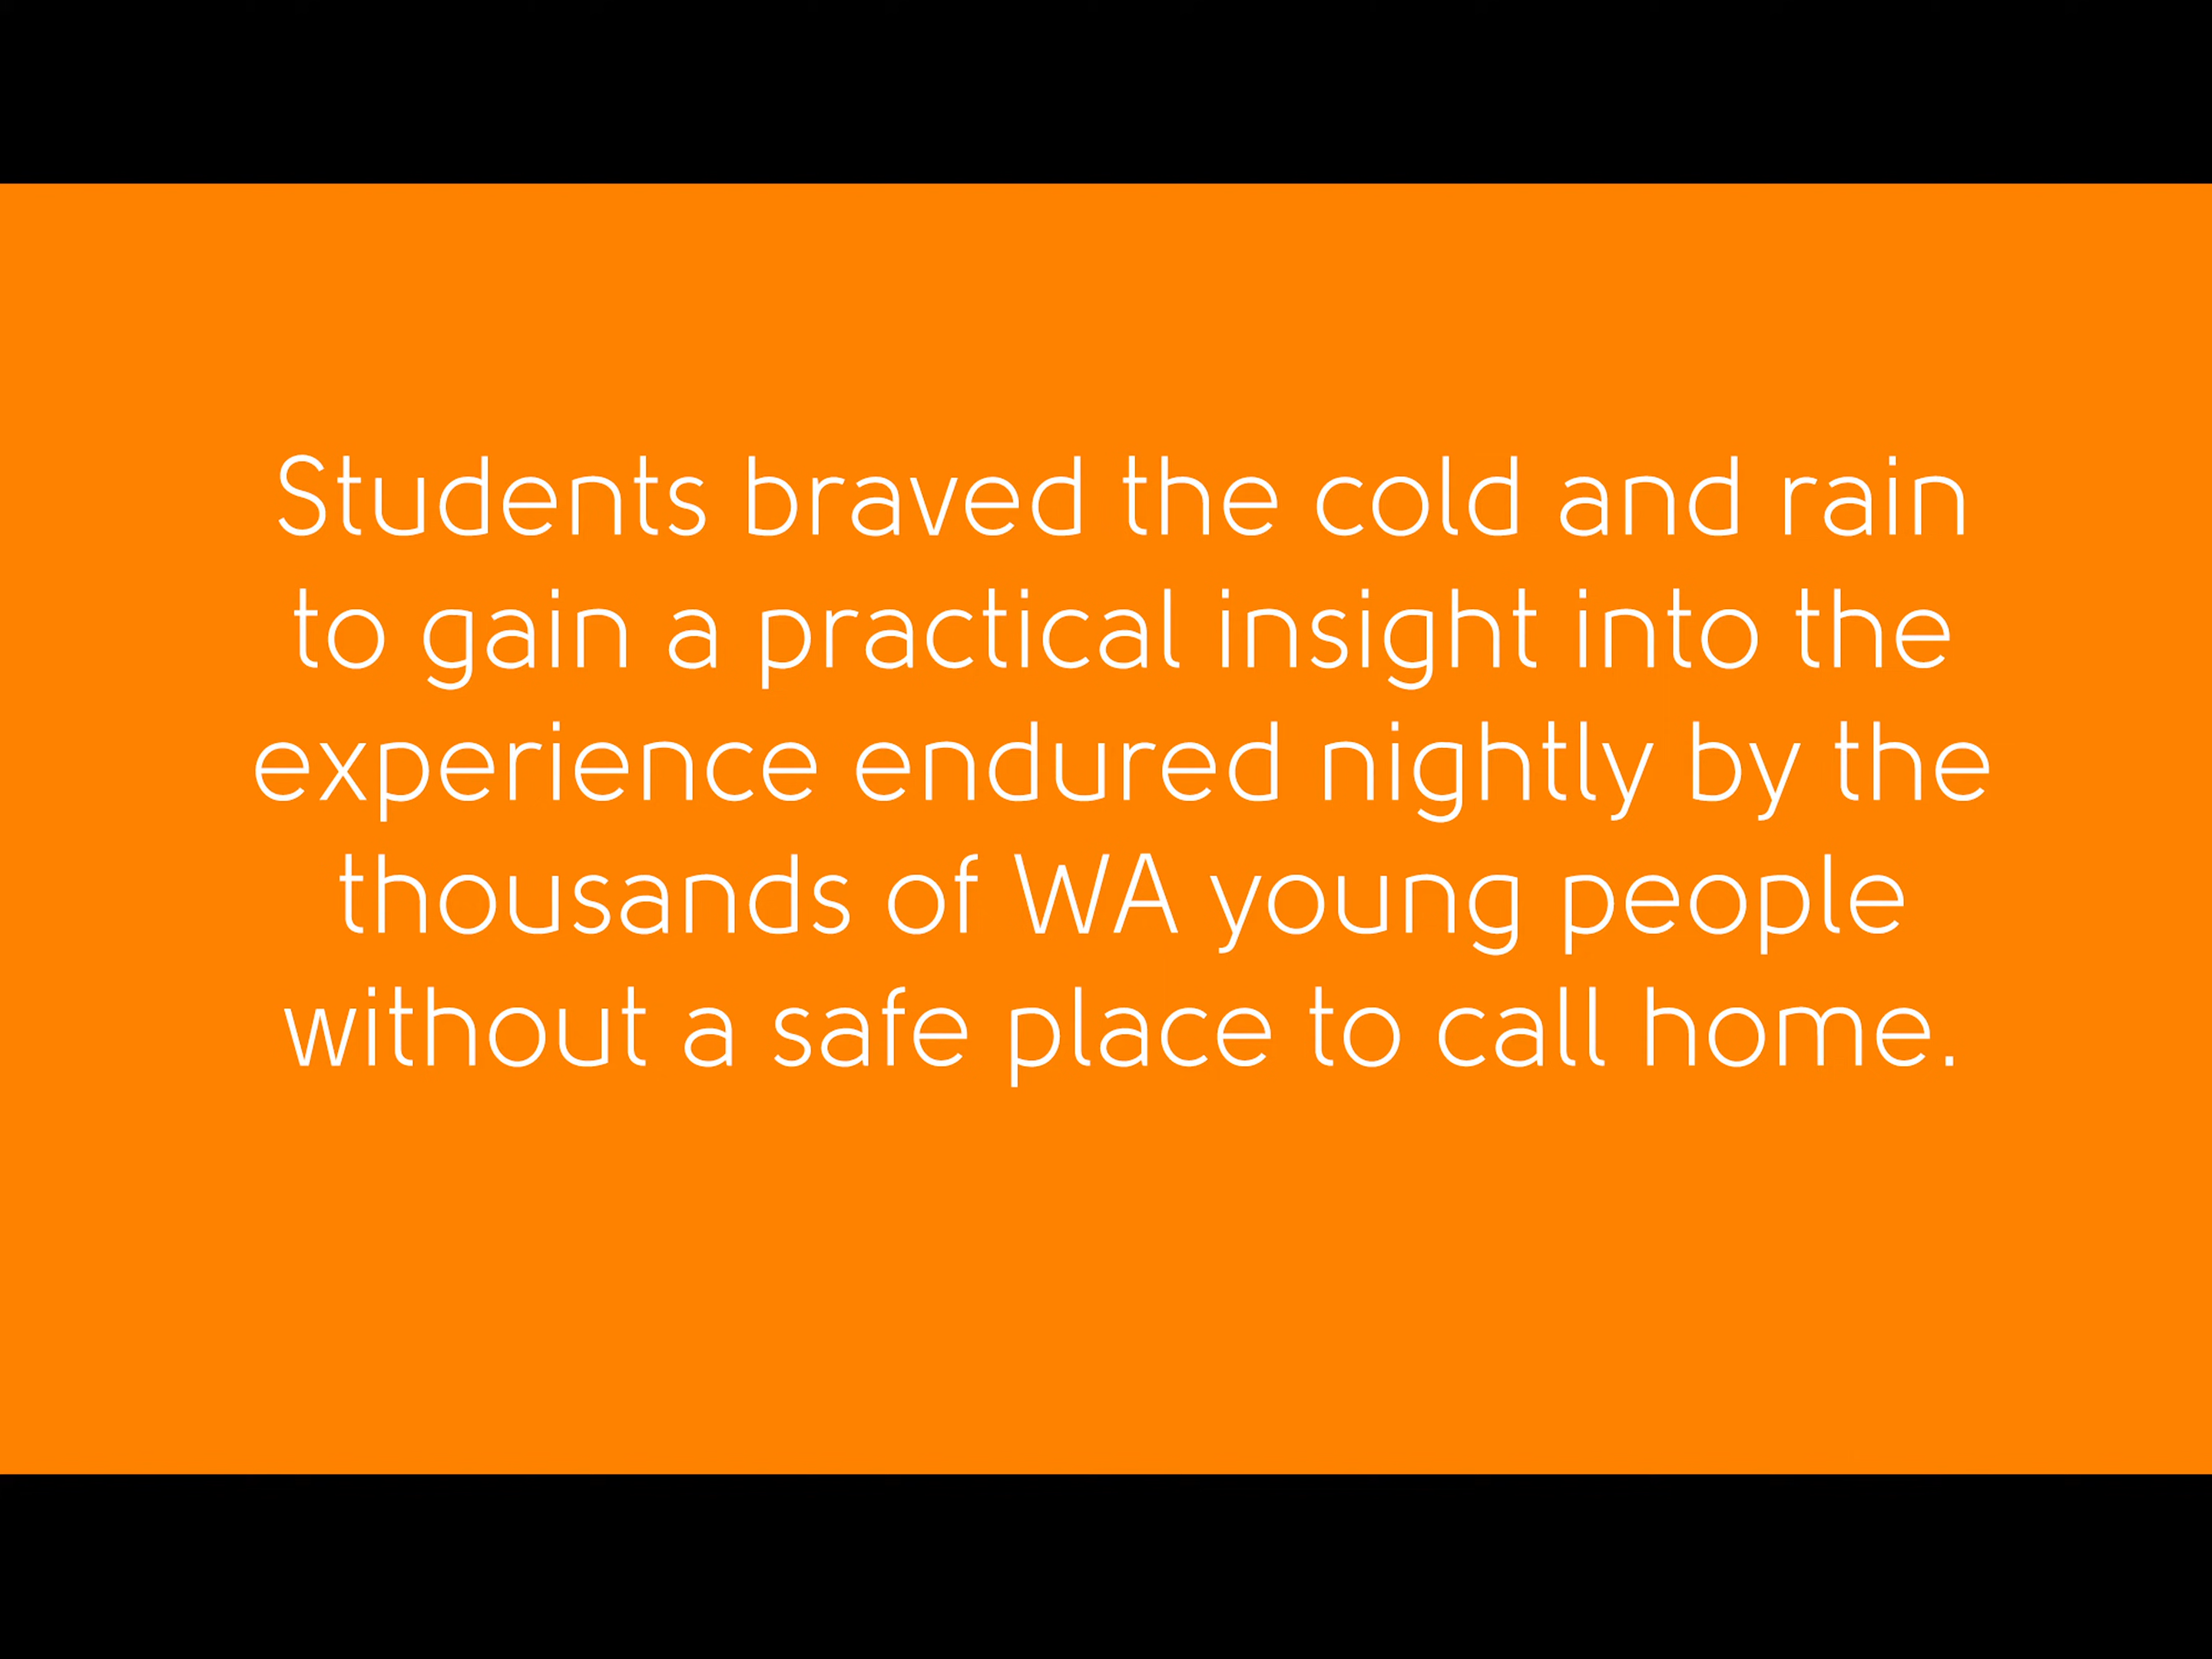 Students braved the cold and rain
to gain a practical insight into the
experience endured nightly by the
thousands of WA young people
without a safe place to call home.